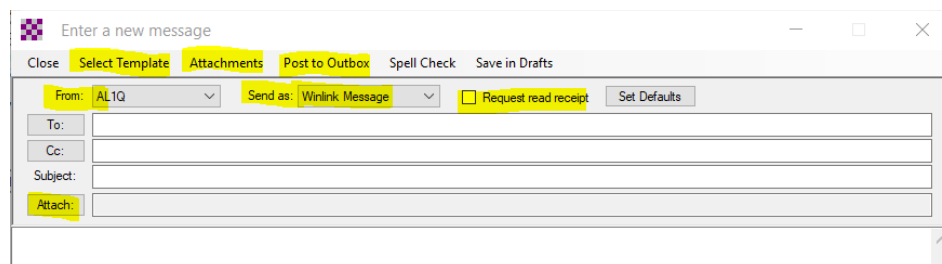 Enter a new message
Close Select Template Attachments Post to Outbox Spell Check Save in Drafts
From: AL1Q Send as: Winlink Message Request read receipt Set Defaults
To:
Cc:
Subject:
Attach: